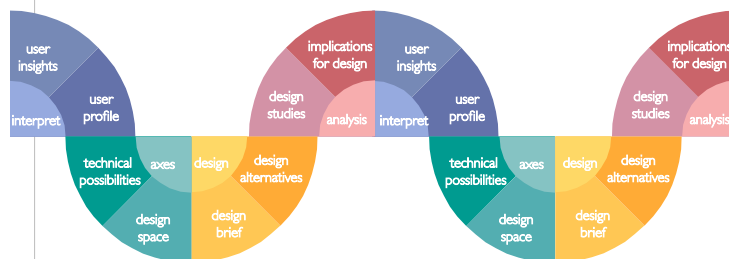 user
insights
user
profile
interpret
technical
possibilities
axes
design
space
design
design
brief
design
alternatives
design
studies
implications
for design
analysis
user
insights
user
profile
interpret
technical
possibilities
axes
design
space
design
design
brief
design
alternatives
design
studies
implications
for design
analysis